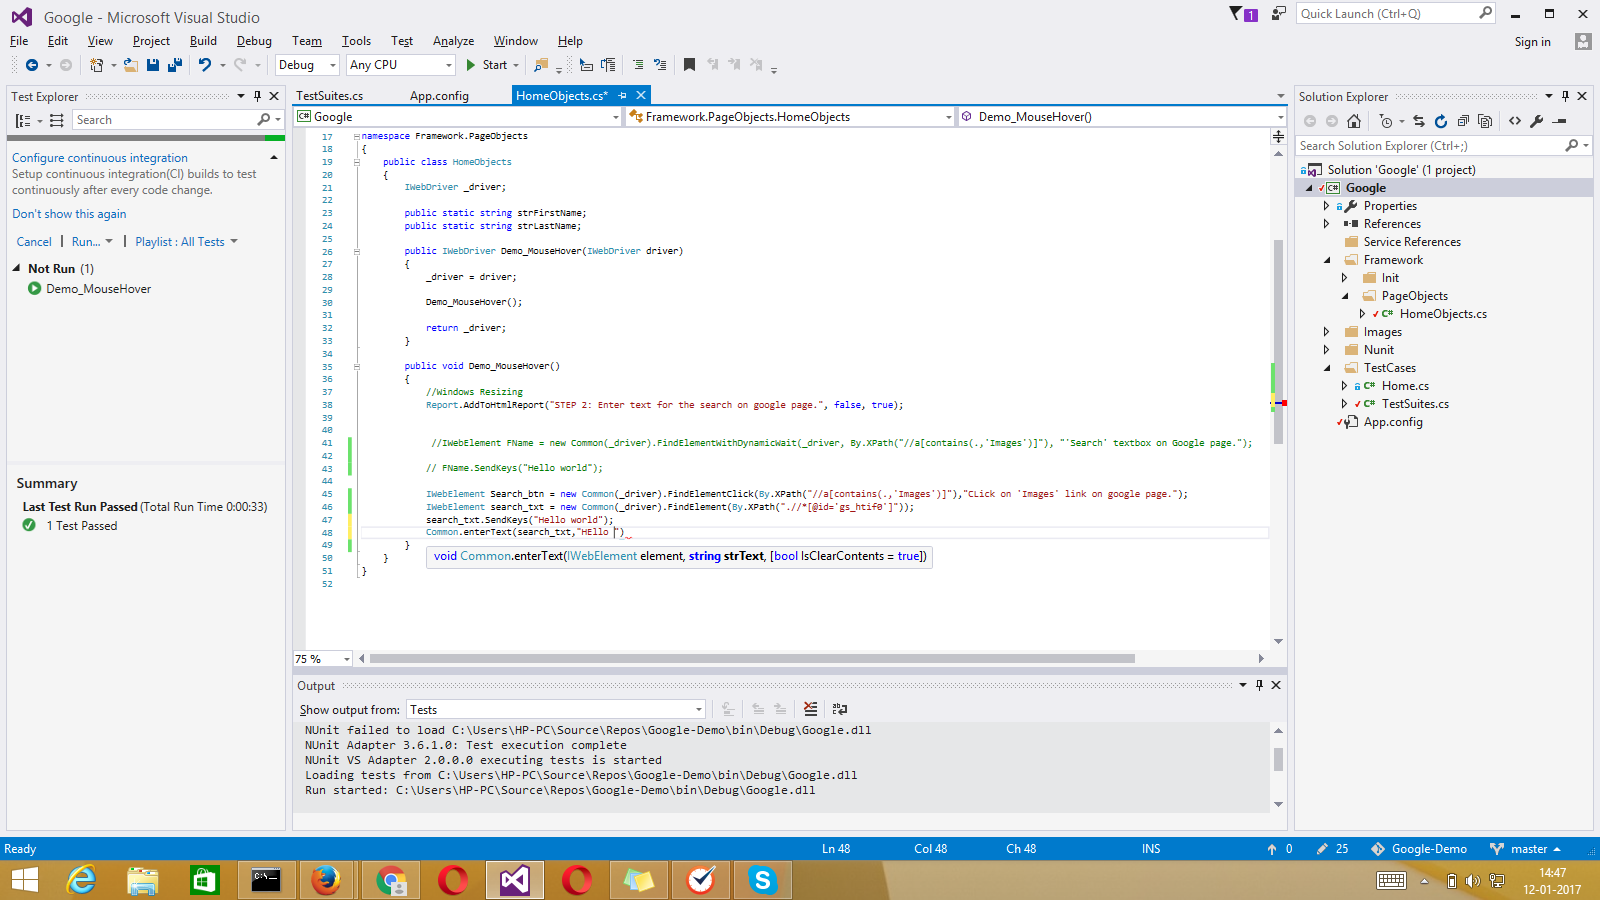 Google - Microsoft Visual Studio
1
Quick Launch (Ctrl+Q)
File Edit View Project Build Debug Team Tools Test Analyze Window Help
Sign in
Debug Any CPU Start
Test Explorer
Search
Configure continuous integration
Setup continuous integration(CI) builds to test
continuously after every code change.
Don't show this again
Cancel | Run... | Playlist : All Tests
Not Run (1)
Demo_MouseHover
Summary
Last Test Run Passed (Total Run Time 0:00:33)
1 Test Passed
TestSuites.cs App.config HomeObjects.cs*
C# Google Framework.PageObjects.HomeObjects Demo_MouseHover()
17 namespace Framework.PageObjects
18 {
19 public class HomeObjects
20 {
21 IWebDriver _driver;
22
23 public static string strFirstName;
24 public static string strLastName;
25
26 public IWebDriver Demo_MouseHover(IWebDriver driver)
27 {
28 _driver = driver;
29
30 Demo_MouseHover();
31
32 return _driver;
33 }
34
35 public void Demo_MouseHover()
36 {
37 //Windows Resizing
38 Report.AddToHtmlReport("STEP 2: Enter text for the search on google page.", false, true);
39
40
41 //IWebElement FName = new Common(_driver).FindElementWithDynamicWait(_driver, By.XPath("//a[contains(.,'Images')]"), "'Search' textbox on Google page.");
42
43 // FName.SendKeys("Hello world");
44
45 IWebElement Search_btn = new Common(_driver).FindElementClick(By.XPath("//a[contains(.,'Images')]"),"CLick on 'Images' link on google page.");
46 IWebElement search_txt = new Common(_driver).FindElement(By.XPath(".//*[@id='gs_htif0']"));
47 search_txt.SendKeys("Hello world");
48 Common.enterText(search_txt,"HEllo ")
49 }
void Common.enterText(IWebElement element, string strText, [bool IsClearContents = true])
50 }
51 }
52
75 %
Output
Show output from: Tests
NUnit failed to load C:\Users\HP-PC\Source\Repos\Google-Demo\bin\Debug\Google.dll
NUnit Adapter 3.6.1.0: Test execution complete
NUnit VS Adapter 2.0.0.0 executing tests is started
Loading tests from C:\Users\HP-PC\Source\Repos\Google-Demo\bin\Debug\Google.dll
Run started: C:\Users\HP-PC\Source\Repos\Google-Demo\bin\Debug\Google.dll
Solution Explorer
Search Solution Explorer (Ctrl+;)
Solution 'Google' (1 project)
C# Google
Properties
References
Service References
Framework
Init
PageObjects
C# HomeObjects.cs
Images
Nunit
TestCases
C# Home.cs
C# TestSuites.cs
App.config
Ready Ln 48 Col 48 Ch 48 INS 0 25 Google-Demo master
14:47
12-01-2017